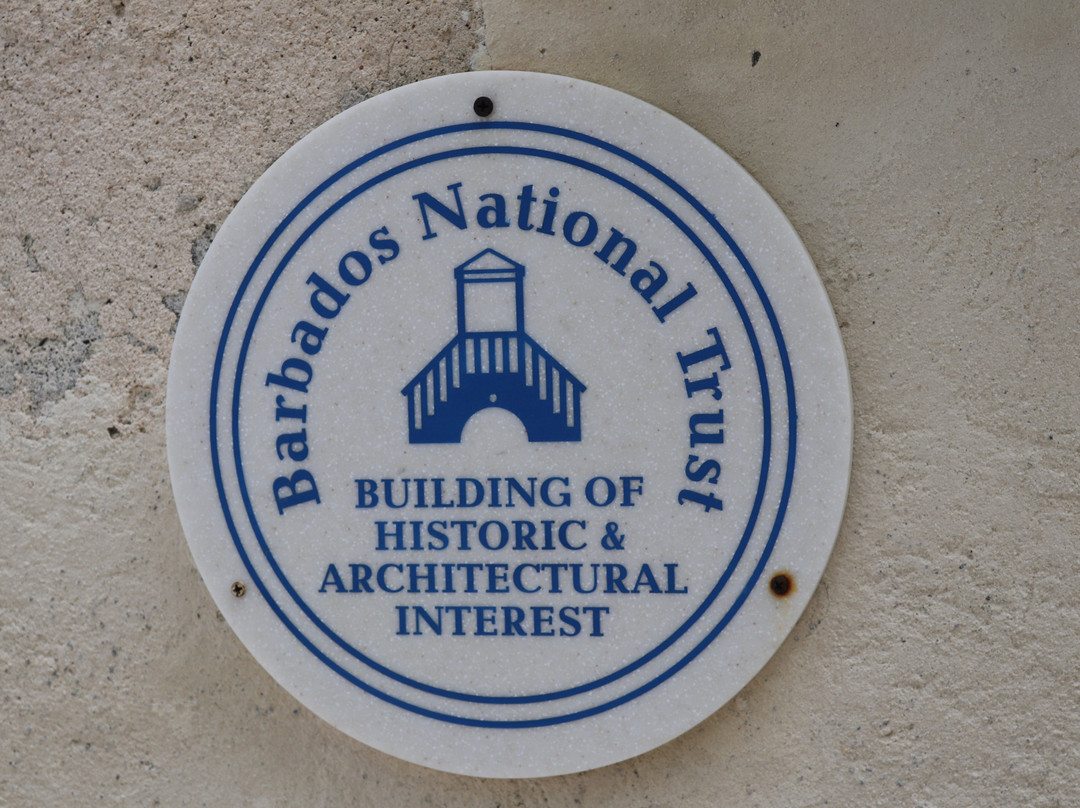 Barbados National Trust
BUILDING OF
HISTORIC &
ARCHITECTURAL
INTEREST